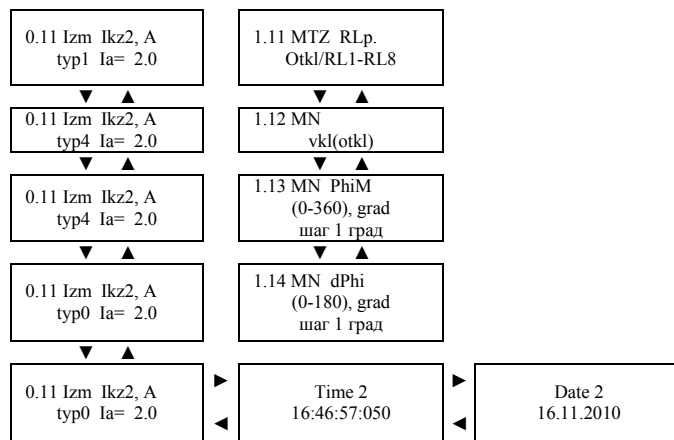 0.11 Izm Ikz2, A
typ1 Ia= 2.0
0.11 Izm Ikz2, A
typ4 Ia= 2.0
0.11 Izm Ikz2, A
typ4 Ia= 2.0
0.11 Izm Ikz2, A
typ0 Ia= 2.0
0.11 Izm Ikz2, A
typ0 Ia= 2.0
1.11 MTZ RLp.
Otkl/RL1-RL8
1.12 MN
vkl(otkl)
1.13 MN PhiM
(0-360), grad
шаг 1 град
1.14 MN dPhi
(0-180), grad
шаг 1 град
Time 2
16:46:57:050
Date 2
16.11.2010